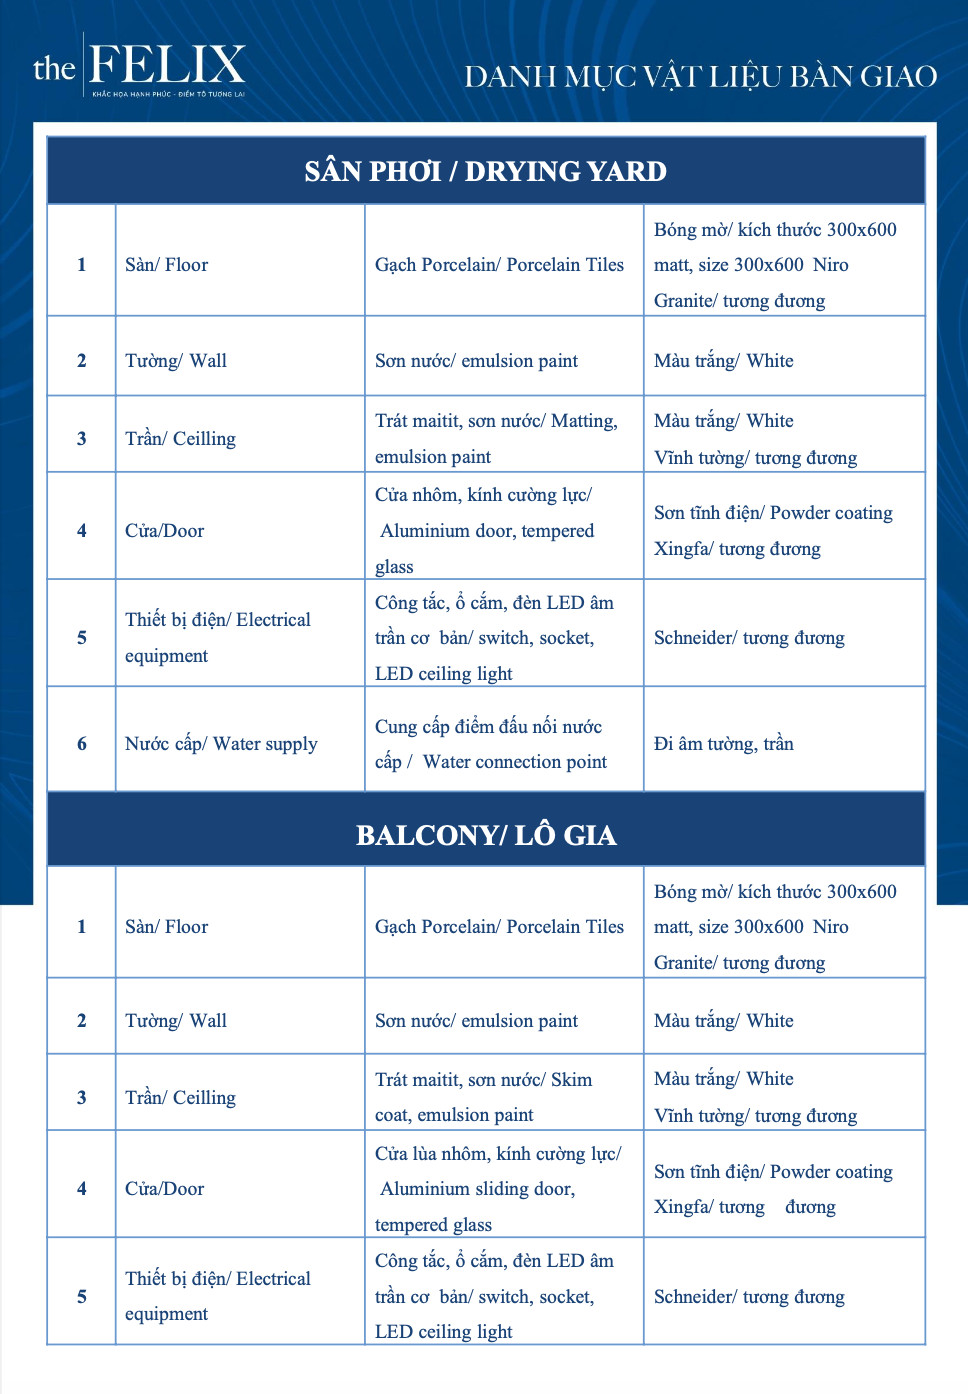 the FELIX
KHẮC HỌA HẠNH PHÚC - ĐIỂM TÔ TƯƠNG LAI
DANH MỤC VẬT LIỆU BÀN GIAO
SÂN PHƠI / DRYING YARD
1
Sàn/ Floor
Gạch Porcelain/ Porcelain Tiles
Bóng mờ/ kích thước 300x600
matt, size 300x600 Niro
Granite/ tương đương
2
Tường/ Wall
Sơn nước/ emulsion paint
Màu trắng/ White
3
Trần/ Ceilling
Trát maitit, sơn nước/ Matting,
emulsion paint
Màu trắng/ White
Vĩnh tường/ tương đương
4
Cửa/Door
Cửa nhôm, kính cường lực/
Aluminium door, tempered
glass
Sơn tĩnh điện/ Powder coating
Xingfa/ tương đương
5
Thiết bị điện/ Electrical
equipment
Công tắc, ổ cắm, đèn LED âm
trần cơ bản/ switch, socket,
LED ceiling light
Schneider/ tương đương
6
Nước cấp/ Water supply
Cung cấp điểm đấu nối nước
cấp / Water connection point
Đi âm tường, trần
BALCONY/ LÔ GIA
1
Sàn/ Floor
Gạch Porcelain/ Porcelain Tiles
Bóng mờ/ kích thước 300x600
matt, size 300x600 Niro
Granite/ tương đương
2
Tường/ Wall
Sơn nước/ emulsion paint
Màu trắng/ White
3
Trần/ Ceilling
Trát maitit, sơn nước/ Skim
coat, emulsion paint
Màu trắng/ White
Vĩnh tường/ tương đương
4
Cửa/Door
Cửa lùa nhôm, kính cường lực/
Aluminium sliding door,
tempered glass
Sơn tĩnh điện/ Powder coating
Xingfa/ tương đương
5
Thiết bị điện/ Electrical
equipment
Công tắc, ổ cắm, đèn LED âm
trần cơ bản/ switch, socket,
LED ceiling light
Schneider/ tương đương